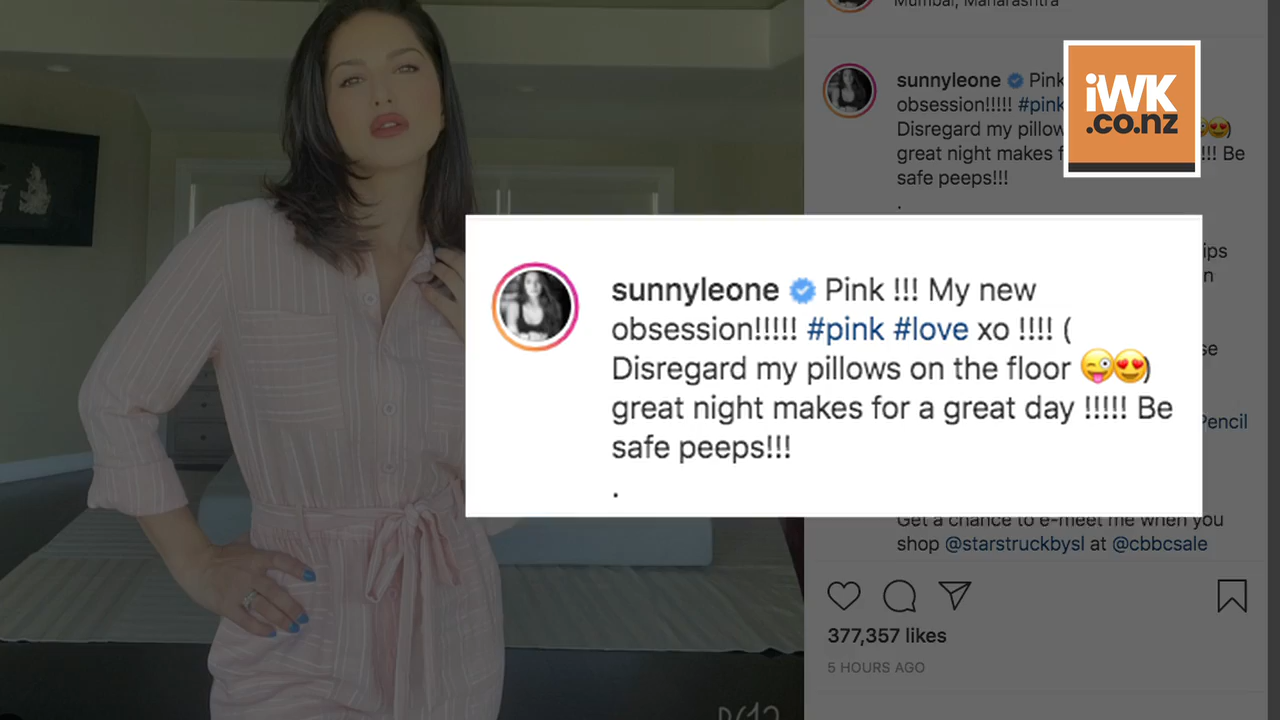 Mumbai, Maharashtra
sunnyleone Pink
obsession!!!!! #pink
Disregard my pillow
😍)
great night makes f
!!! Be
safe peeps!!!
.
iWK
.co.nz
sunnyleone Pink !!! My new
obsession!!!!! #pink #love xo !!!! (
Disregard my pillows on the floor 😜😍)
great night makes for a great day !!!!! Be
safe peeps!!!
.
ips
n
se
Pencil
Get a chance to e-meet me when you
shop @starstruckbysl at @cbbcsale
377,357 likes
5 HOURS AGO